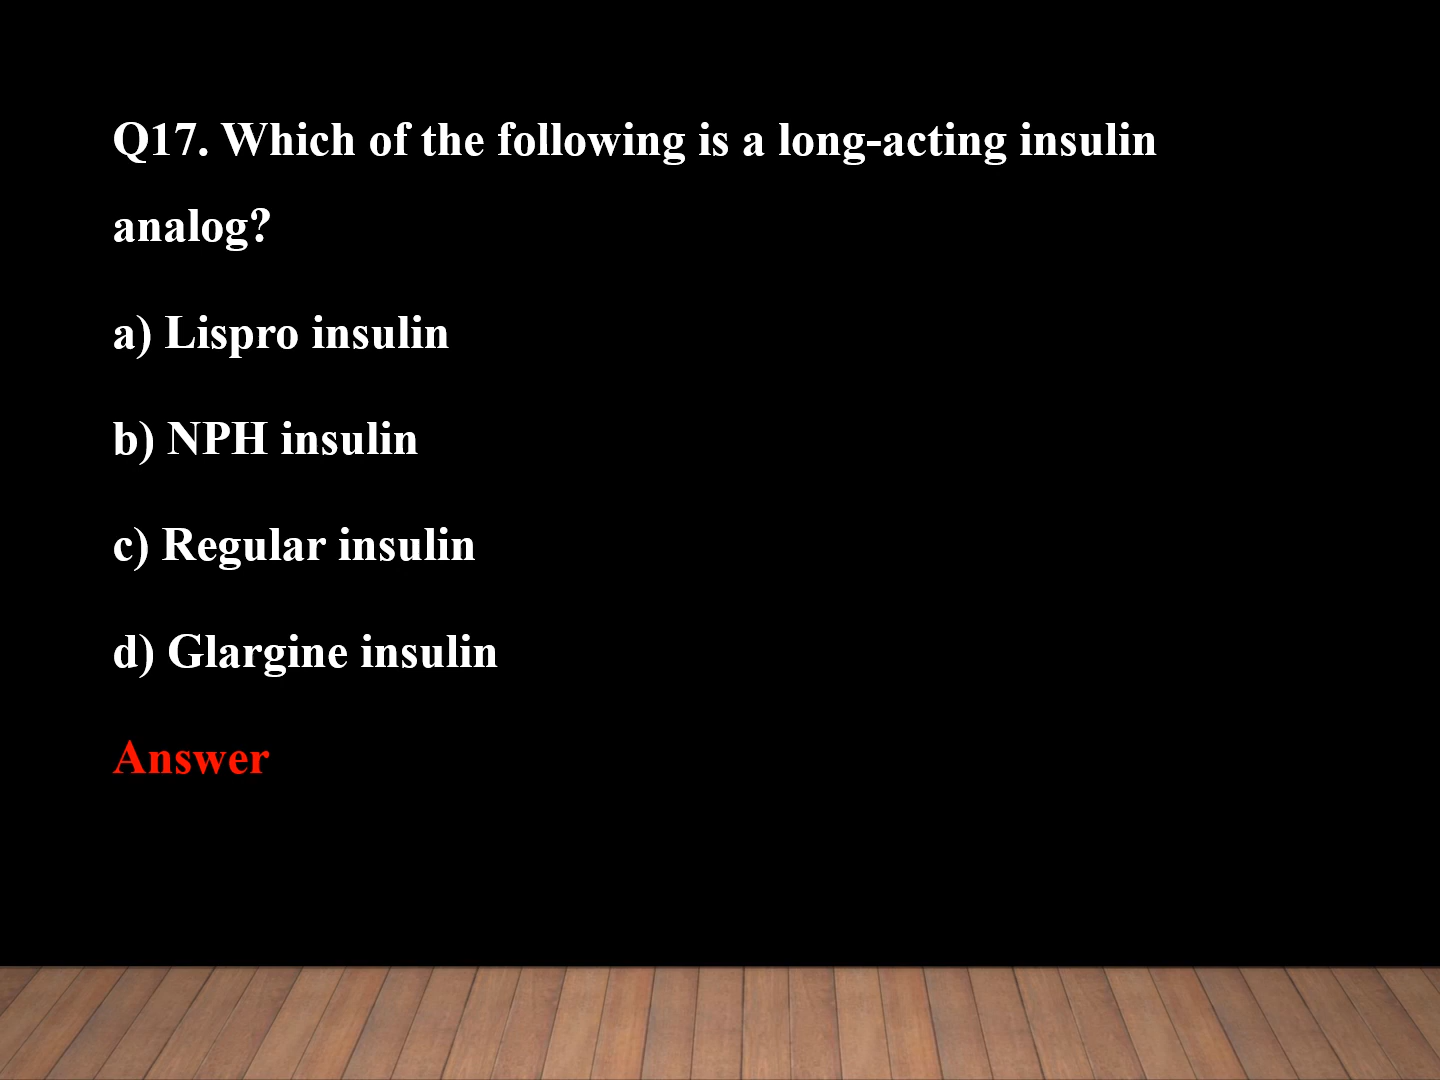 Q17. Which of the following is a long-acting insulin
analog?
a) Lispro insulin
b) NPH insulin
c) Regular insulin
d) Glargine insulin
Answer